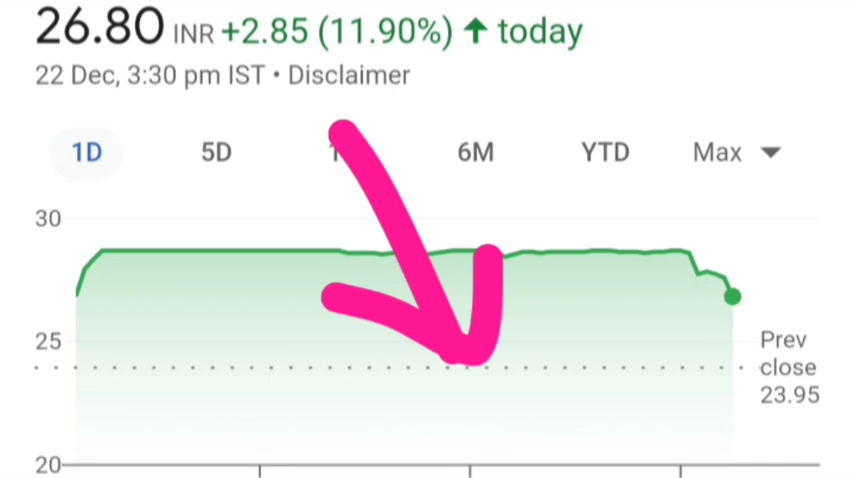 26.80 INR +2.85 (11.90%) ↑ today
22 Dec, 3:30 pm IST • Disclaimer
1D 5D 6M YTD Max
30
25
20
Prev
close
23.95